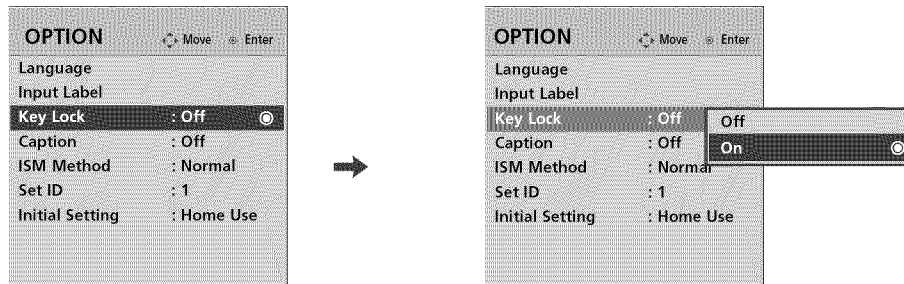 OPTION Move Enter
Language
Input Label
Key Lock : Off
Caption : Off
ISM Method : Normal
Set ID : 1
Initial Setting : Home Use
OPTION Move Enter
Language
Input Label
Key Lock : Off
Caption : Off
ISM Method : Normal
Set ID : 1
Initial Setting : Home Use
Off
On